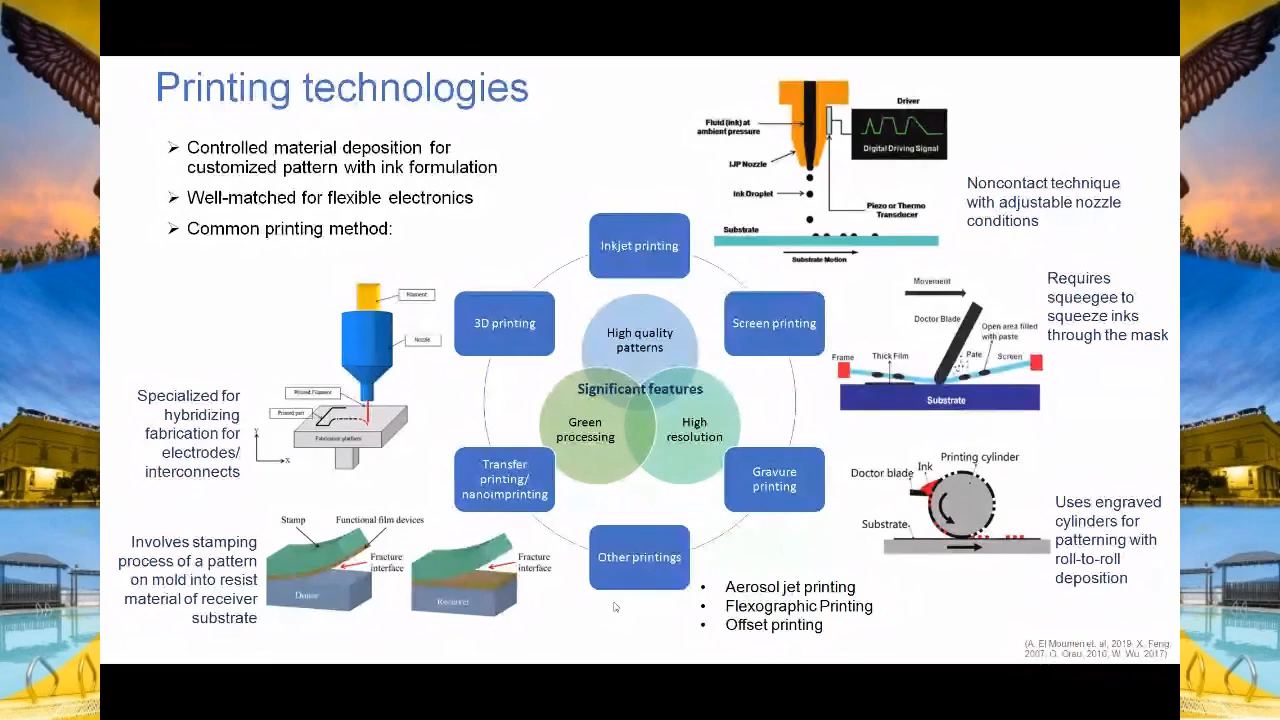 Printing technologies
Controlled material deposition for
customized pattern with ink formulation
Well-matched for flexible electronics
Common printing method:
Driver
Fluid (ink) at
ambient pressure
Digital Driving Signal
IJP Nozzle
Ink Droplet
Piezo or Thermo
Transducer
Substrate
Substrate Motion
Noncontact technique
with adjustable nozzle
conditions
Inkjet printing
3D printing
Screen printing
High quality
patterns
Significant features
Green
processing
High
resolution
Transfer
printing/
nanoimprinting
Gravure
printing
Other printings
Movement
Doctor Blade
Open area filled
with paste
Frame
Thick Film
Pate
Screen
Substrate
Requires
squeegee to
squeeze inks
through the mask
Filament
Nozzle
Printed Filament
Printed part
Fabrication platform
Y
X
Specialized for
hybridizing
fabrication for
electrodes/
interconnects
Printing cylinder
Ink
Doctor blade
Substrate
Uses engraved
cylinders for
patterning with
roll-to-roll
deposition
Stamp
Functional film devices
Fracture
interface
Donor
Fracture
interface
Receiver
Involves stamping
process of a pattern
on mold into resist
material of receiver
substrate
Aerosol jet printing
Flexographic Printing
Offset printing
(A. El Moumen et. al, 2019. X. Feng,
2007. G. Grau, 2016, W. Wu. 2017)